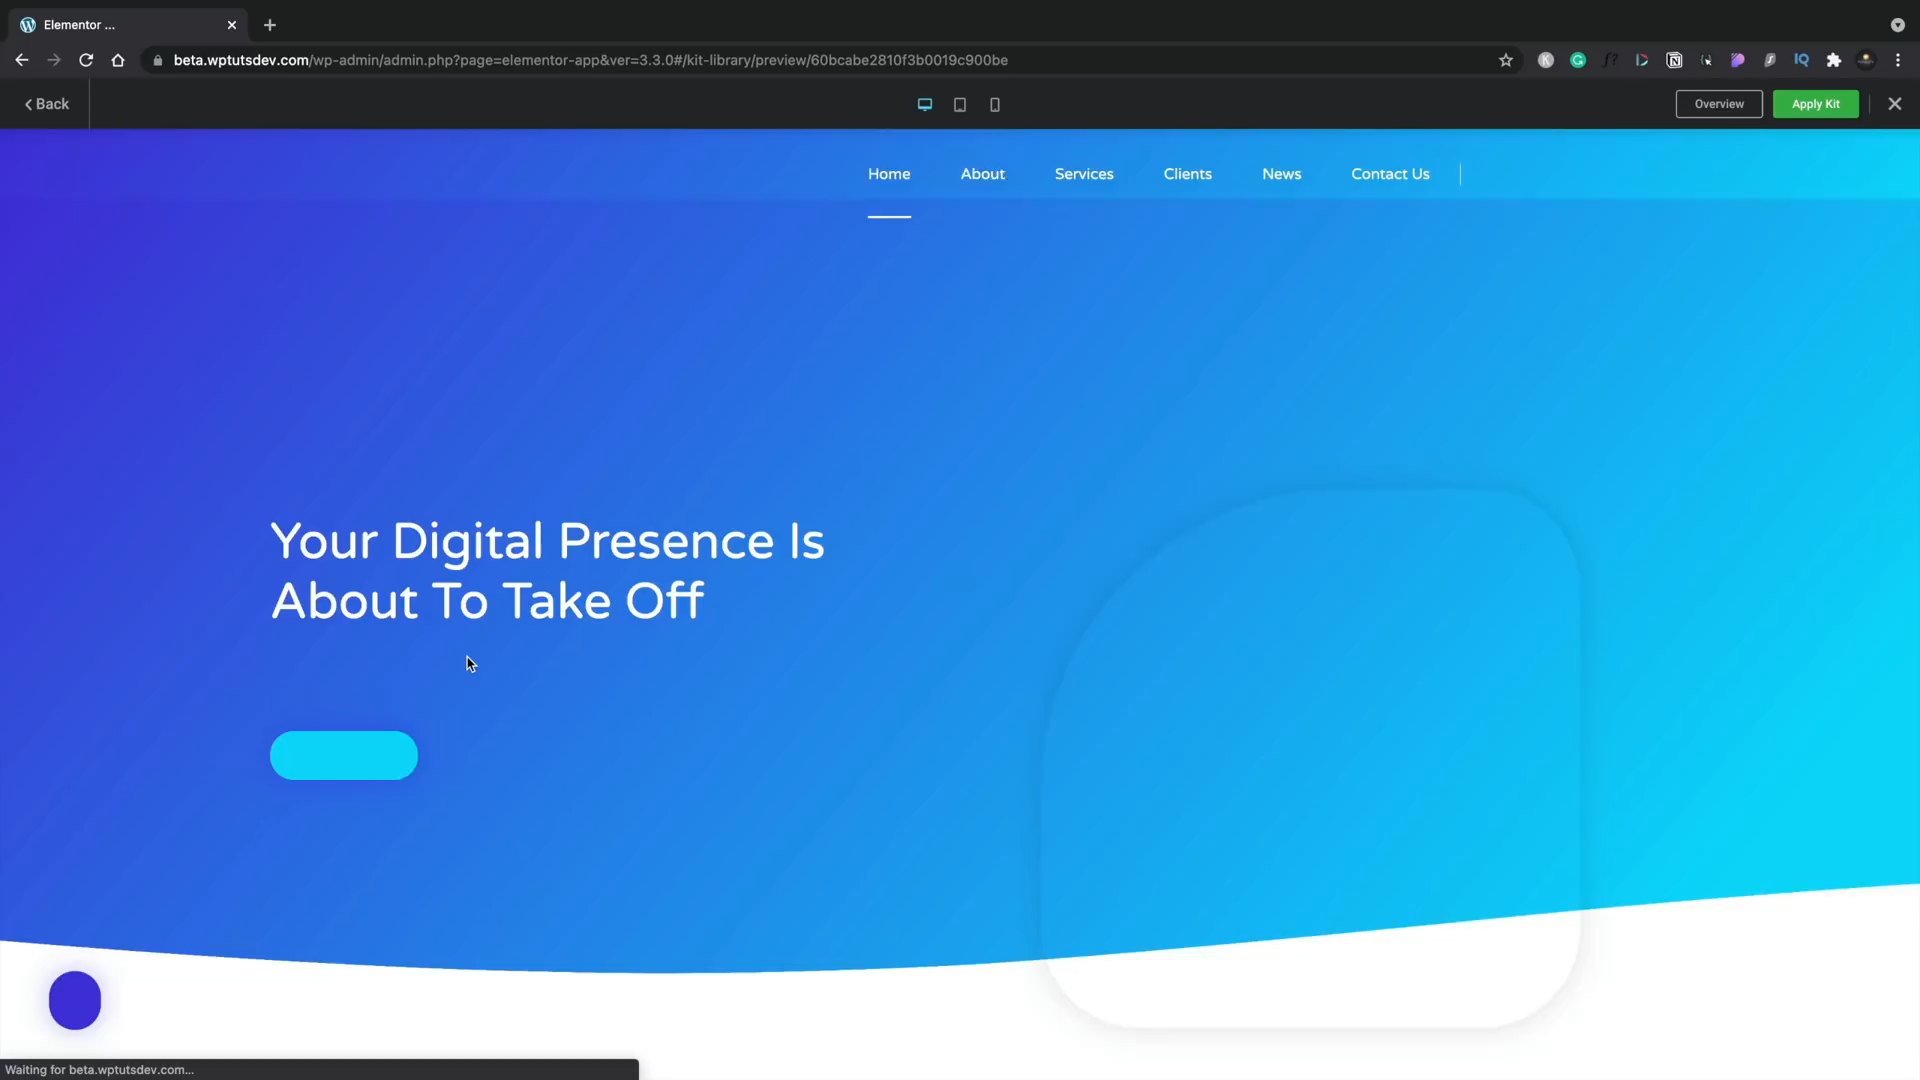 Elementor ...
beta.wptutsdev.com/wp-admin/admin.php?page=elementor-app&ver=3.3.0#/kit-library/preview/60bcabe2810f3b0019c900be
Back
Overview
Apply Kit
Home
About
Services
Clients
News
Contact Us
Your Digital Presence Is
About To Take Off
Waiting for beta.wptutsdev.com...